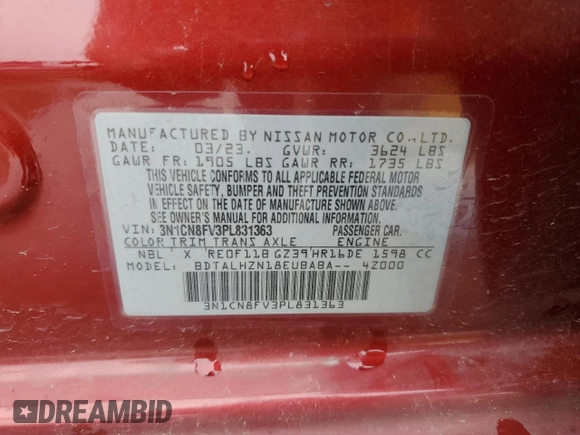 MANUFACTURED BY NISSAN MOTOR CO.,LTD.
DATE: 03/23. GVWR: 3624 LBS
GAWR FR: 1905 LBS GAWR RR: 1735 LBS
THIS VEHICLE CONFORMS TO ALL APPLICABLE FEDERAL MOTOR
VEHICLE SAFETY, BUMPER AND THEFT PREVENTION STANDARDS
IN EFFECT ON THE DATE OF MANUFACTURE SHOWN ABOVE.
SEE OWNER'S MANUAL FOR ADDITIONAL INFORMATION.
VIN: 3N1CN8FV3PL831363 PASSENGER CAR
COLOR TRIM TRANS AXLE ENGINE
NBL X RE0F11B GZ39 HR16DE 1598 CC
MODEL: BDTALHZN18EU8A8A-- 4Z000
3N1CN8FV3PL831363
DREAMBID